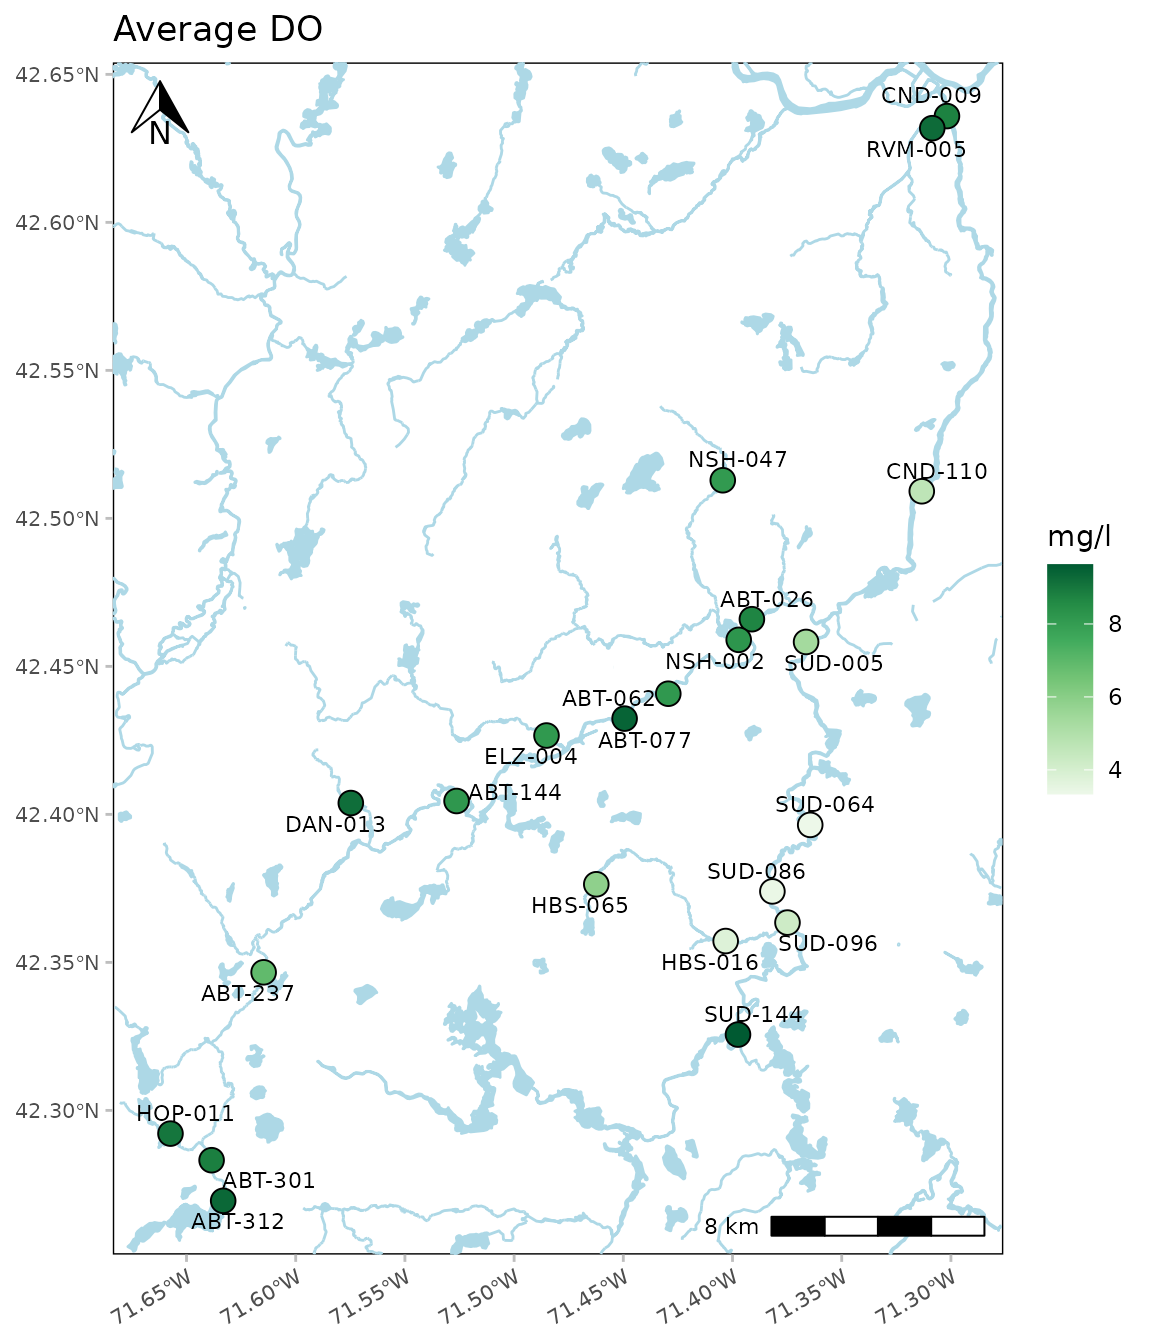 Average DO
42.65°N
42.60°N
42.55°N
42.50°N
42.45°N
42.40°N
42.35°N
42.30°N
N
CND-009
RVM-005
NSH-047
CND-110
ABT-026
NSH-002
SUD-005
ABT-062
ABT-077
ELZ-004
ABT-144
DAN-013
SUD-064
SUD-086
HBS-065
SUD-096
HBS-016
ABT-237
SUD-144
HOP-011
ABT-301
ABT-312
8 km
71.65°W
71.60°W
71.55°W
71.50°W
71.45°W
71.40°W
71.35°W
71.30°W
mg/l
8
6
4